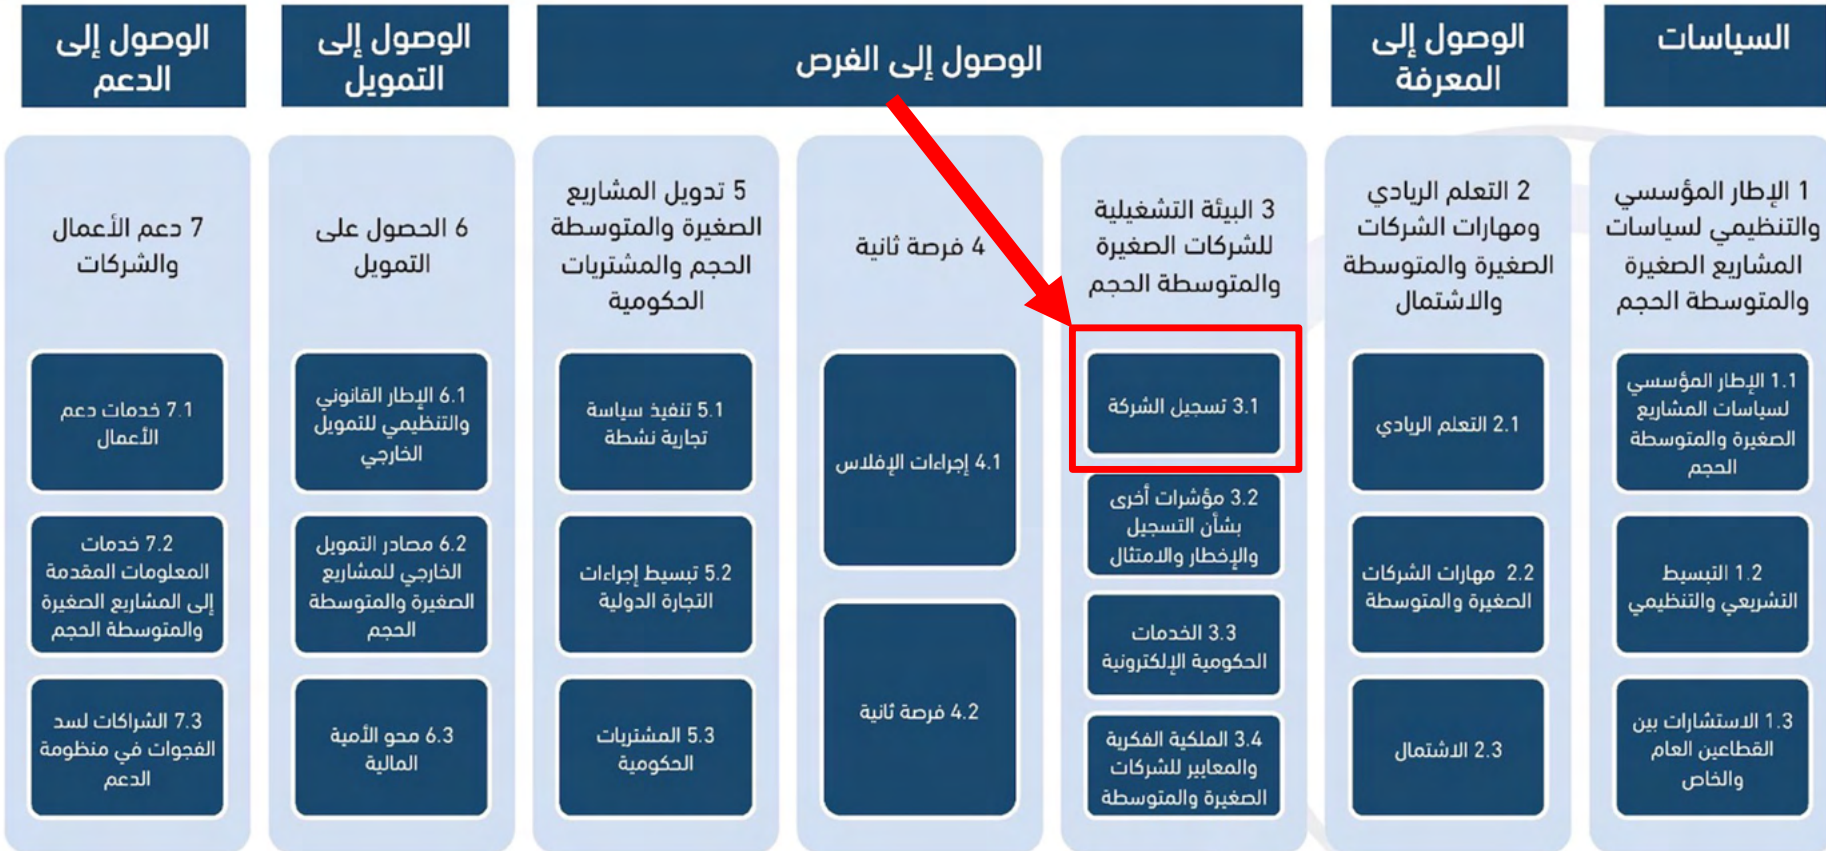 السياسات
الوصول إلى
المعرفة
الوصول إلى الفرص
الوصول إلى
التمويل
الوصول إلى
الدعم
1 الإطار المؤسسي
والتنظيمي لسياسات
المشاريع الصغيرة
والمتوسطة الحجم
1.1 الإطار المؤسسي
لسياسات المشاريع
الصغيرة والمتوسطة
الحجم
1.2 التبسيط
التشريعي والتنظيمي
1.3 الاستشارات بين
القطاعين العام
والخاص
2 التعلم الريادي
ومهارات الشركات
الصغيرة والمتوسطة
والاشتمال
2.1 التعلم الريادي
2.2 مهارات الشركات
الصغيرة والمتوسطة
2.3 الاشتمال
3 البيئة التشغيلية
للشركات الصغيرة
والمتوسطة الحجم
3.1 تسجيل الشركة
3.2 مؤشرات أخرى
بشأن التسجيل
والإخطار والامتثال
3.3 الخدمات
الحكومية الإلكترونية
3.4 الملكية الفكرية
والمعايير للشركات
الصغيرة والمتوسطة
4 فرصة ثانية
4.1 إجراءات الإفلاس
4.2 فرصة ثانية
5 تدويل المشاريع
الصغيرة والمتوسطة
الحجم والمشتريات
الحكومية
5.1 تنفيذ سياسة
تجارية نشطة
5.2 تبسيط إجراءات
التجارة الدولية
5.3 المشتريات
الحكومية
6 الحصول على
التمويل
6.1 الإطار القانوني
والتنظيمي للتمويل
الخارجي
6.2 مصادر التمويل
الخارجي للمشاريع
الصغيرة والمتوسطة
الحجم
6.3 محو الأمية
المالية
7 دعم الأعمال
والشركات
7.1 خدمات دعم
الأعمال
7.2 خدمات
المعلومات المقدمة
إلى المشاريع الصغيرة
والمتوسطة الحجم
7.3 الشراكات لسد
الفجوات في منظومة
الدعم